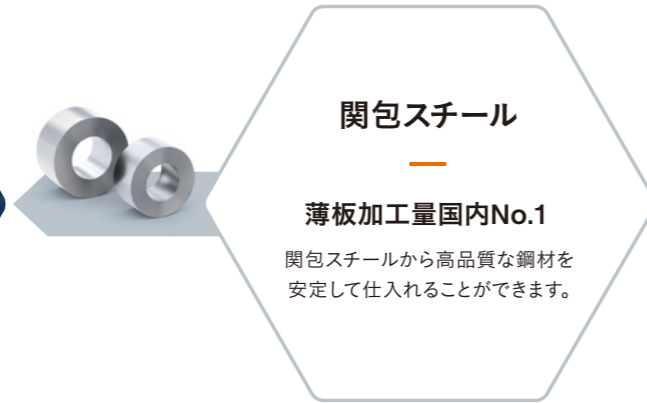 関包スチール
薄板加工量国内No.1
関包スチールから高品質な鋼材を
安定して仕入れることができます。